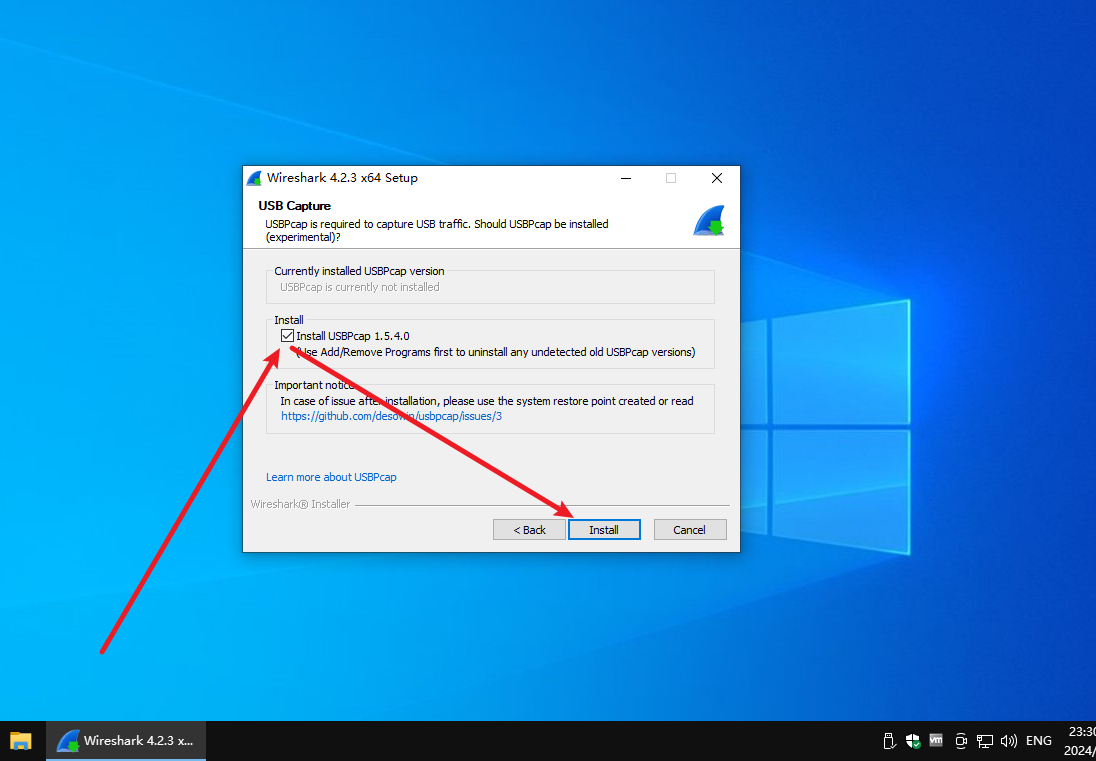 Wireshark 4.2.3 x64 Setup
USB Capture
USBPcap is required to capture USB traffic. Should USBPcap be installed
(experimental)?
Currently installed USBPcap version
USBPcap is currently not installed
Install
Install USBPcap 1.5.4.0
(Use Add/Remove Programs first to uninstall any undetected old USBPcap versions)
Important notice
In case of issue after installation, please use the system restore point created or read
https://github.com/desowin/usbpcap/issues/3
Learn more about USBPcap
Wireshark® Installer
< Back
Install
Cancel
Wireshark 4.2.3 x...
vm
ENG
23:30
2024/